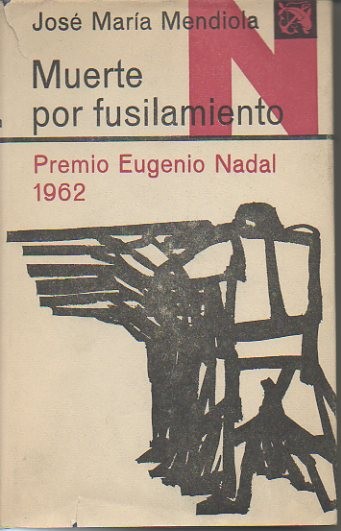 José María Mendiola
N
Muerte
por fusilamiento
Premio Eugenio Nadal
1962